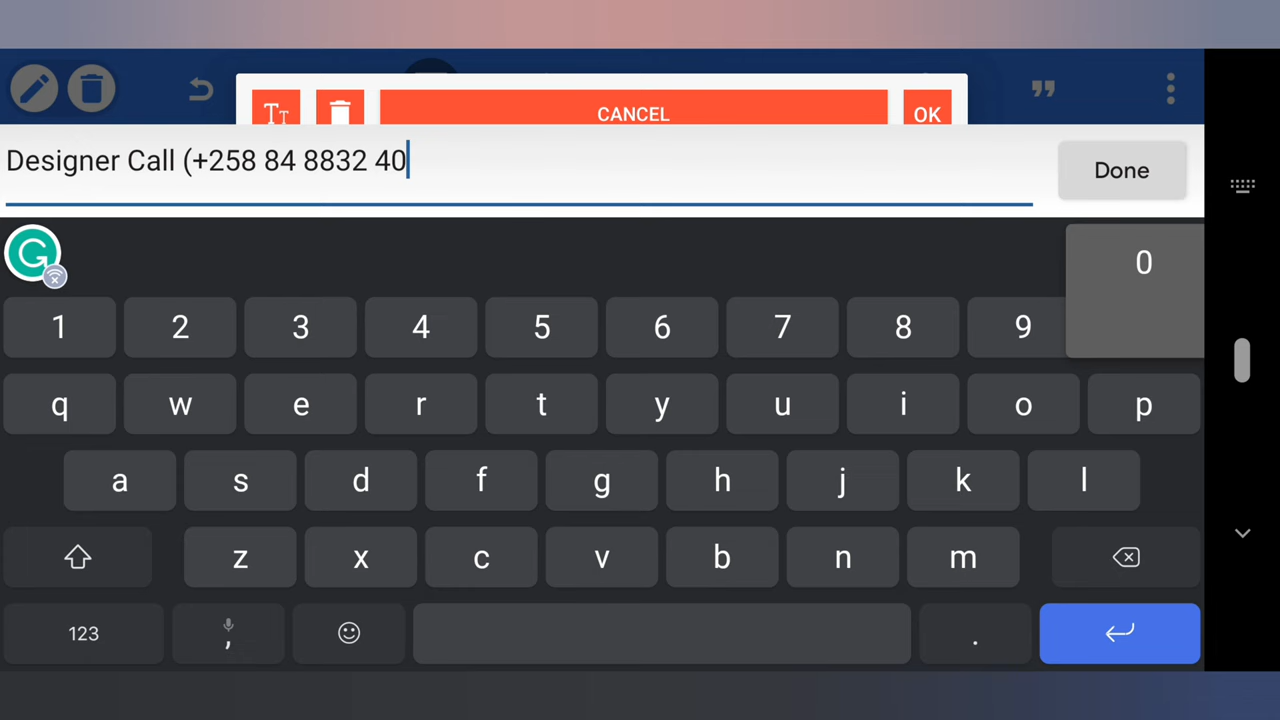 Tт
CANCEL
OK
Designer Call (+258 84 8832 40
Done
0
1 2 3 4 5 6 7 8 9
q w e r t y u i o p
a s d f g h j k l
z x c v b n m
123 , .